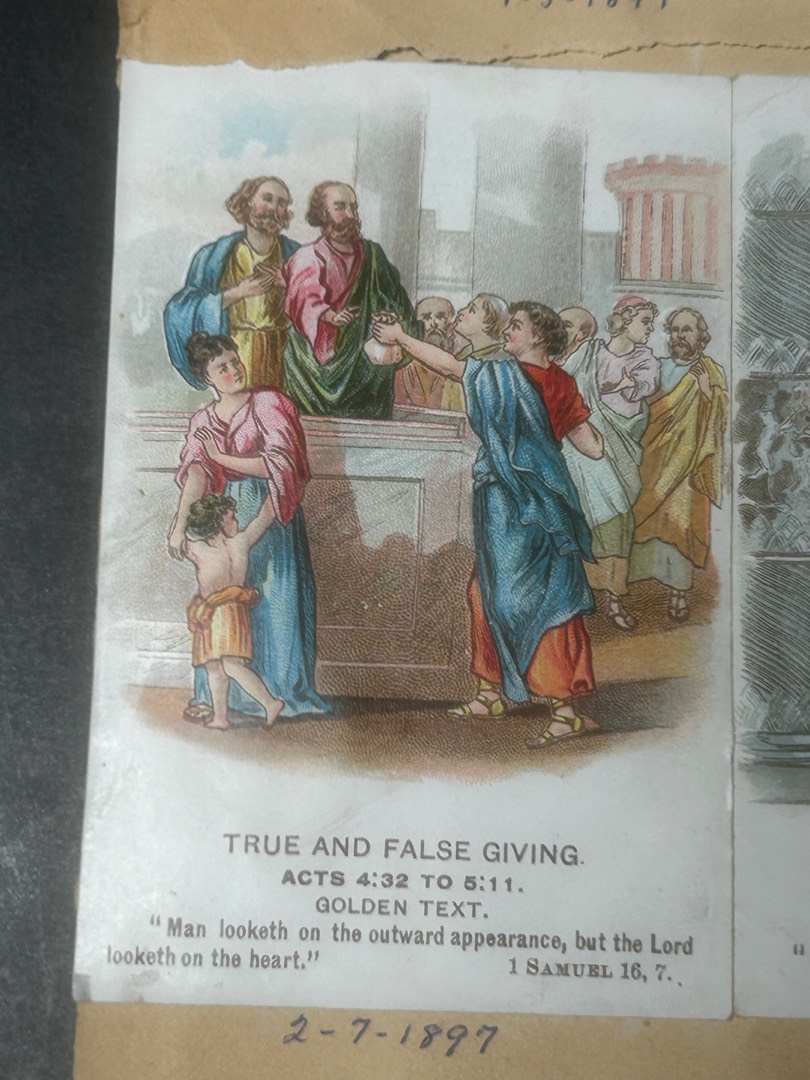 TRUE AND FALSE GIVING.
ACTS 4:32 TO 5:11.
GOLDEN TEXT.
"Man looketh on the outward appearance, but the Lord
looketh on the heart."
1 SAMUEL 16, 7.
"
2-7-1897